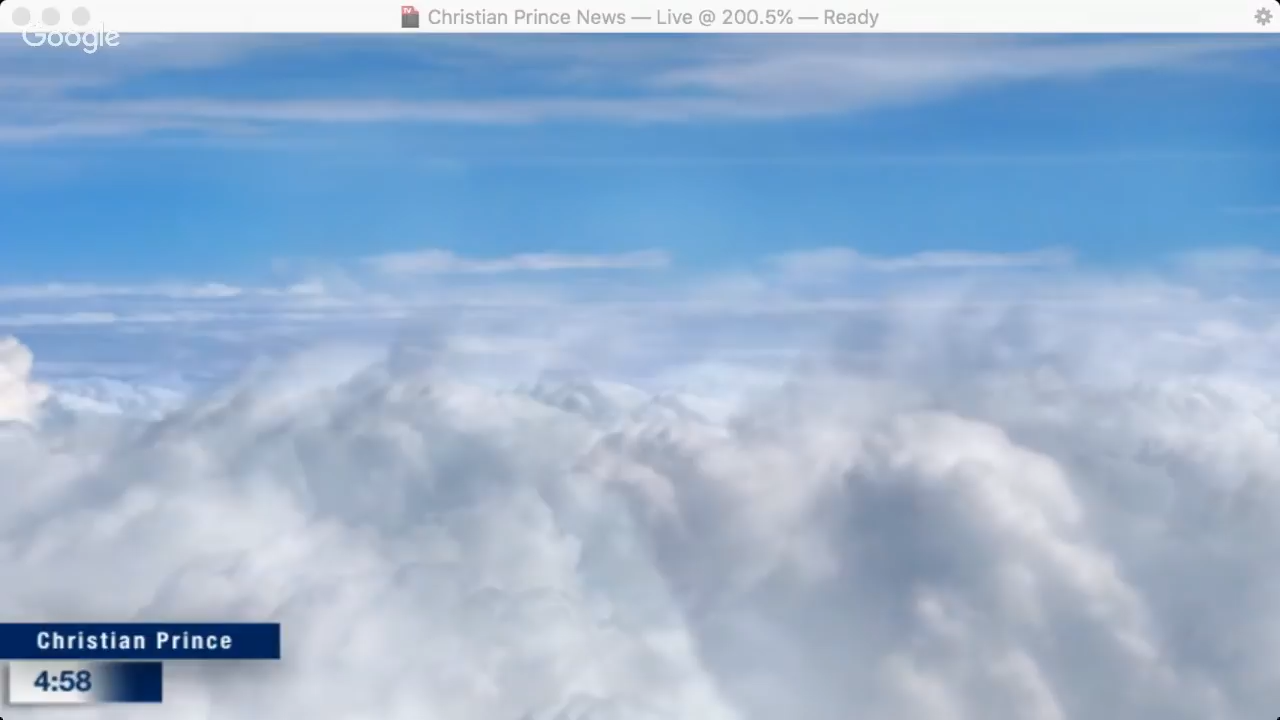 Christian Prince News — Live @ 200.5% — Ready
Google
Christian Prince
4:58